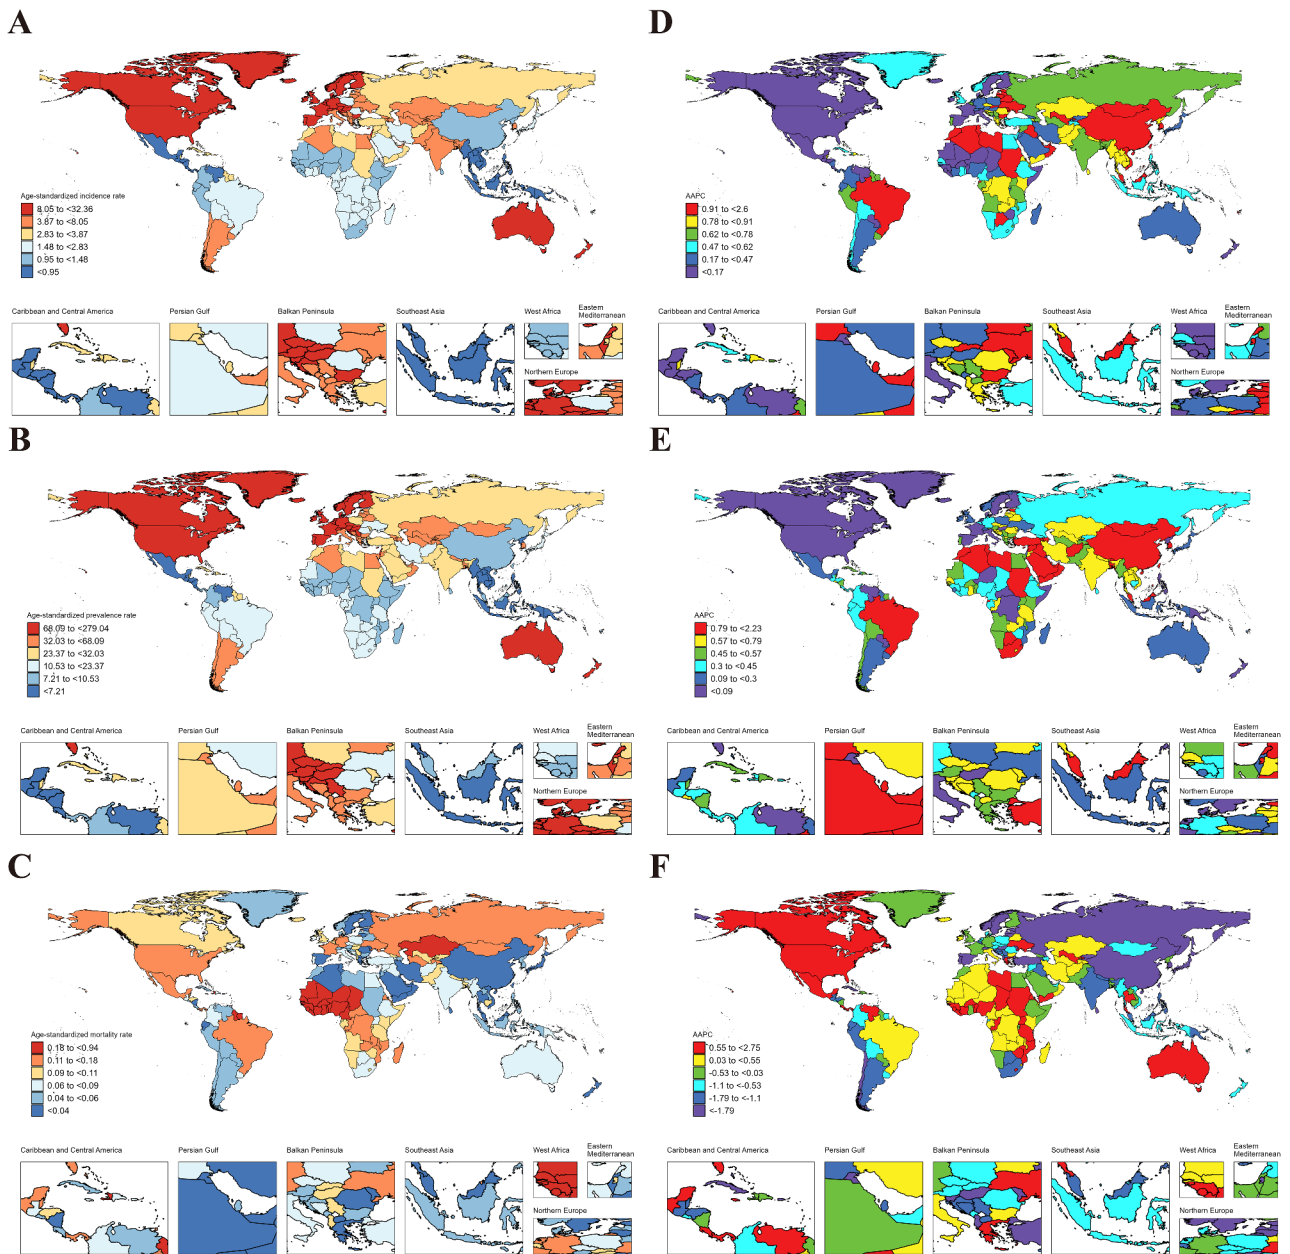 A
Age-standardized incidence rate
8.05 to <32.36
3.87 to <8.05
2.83 to <3.87
1.48 to <2.83
0.95 to <1.48
<0.95
Caribbean and Central America
Persian Gulf
Balkan Peninsula
Southeast Asia
West Africa
Eastern
Mediterranean
Northern Europe
D
AAPC
0.91 to <2.6
0.78 to <0.91
0.62 to <0.78
0.47 to <0.62
0.17 to <0.47
<0.17
Caribbean and Central America
Persian Gulf
Balkan Peninsula
Southeast Asia
West Africa
Eastern
Mediterranean
Northern Europe
B
Age-standardized prevalence rate
68.09 to <279.04
32.03 to <68.09
23.37 to <32.03
10.53 to <23.37
7.21 to <10.53
<7.21
Caribbean and Central America
Persian Gulf
Balkan Peninsula
Southeast Asia
West Africa
Eastern
Mediterranean
Northern Europe
E
AAPC
0.79 to <2.23
0.57 to <0.79
0.45 to <0.57
0.3 to <0.45
0.09 to <0.3
<0.09
Caribbean and Central America
Persian Gulf
Balkan Peninsula
Southeast Asia
West Africa
Eastern
Mediterranean
Northern Europe
C
Age-standardized mortality rate
0.18 to <0.94
0.11 to <0.18
0.09 to <0.11
0.06 to <0.09
0.04 to <0.06
<0.04
Caribbean and Central America
Persian Gulf
Balkan Peninsula
Southeast Asia
West Africa
Eastern
Mediterranean
Northern Europe
F
AAPC
0.55 to <2.75
0.03 to <0.55
-0.53 to <0.03
-1.1 to <-0.53
-1.79 to <-1.1
<-1.79
Caribbean and Central America
Persian Gulf
Balkan Peninsula
Southeast Asia
West Africa
Eastern
Mediterranean
Northern Europe